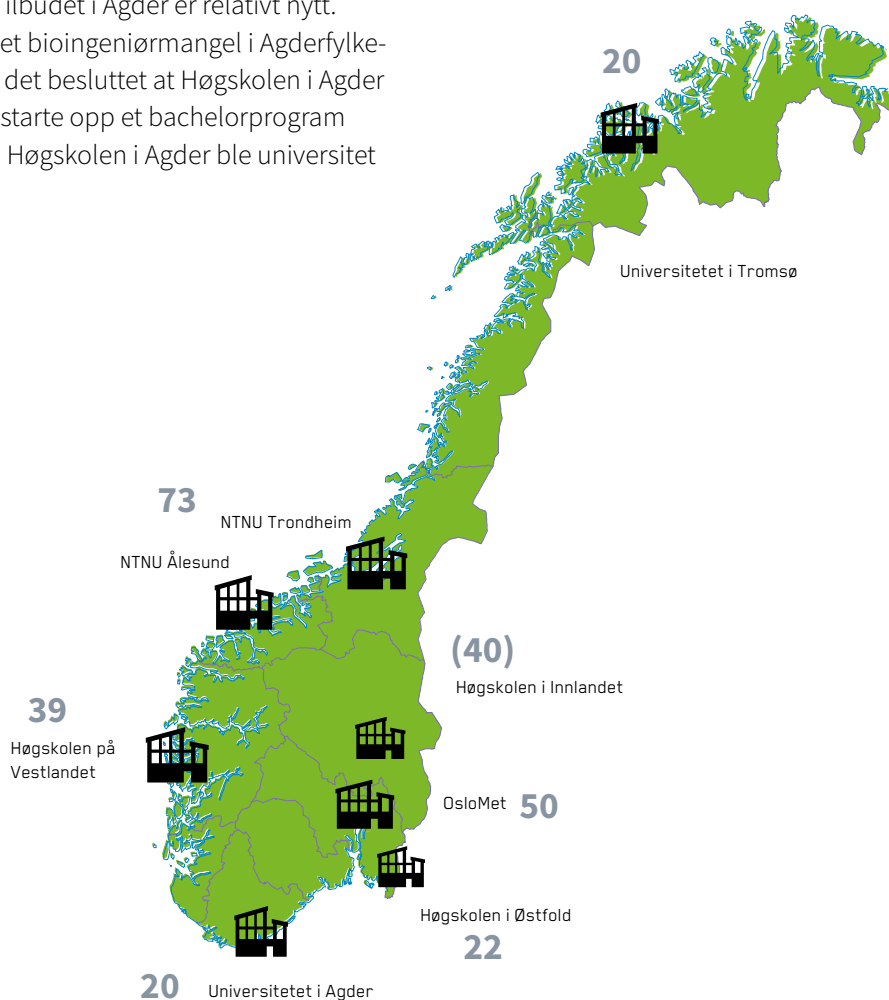 ilbudet i Agder er relativt nytt.
et bioingeniørmangel i Agderfylke-
det besluttet at Høgskolen i Agder
starte opp et bachelorprogram
Høgskolen i Agder ble universitet
20
Universitetet i Tromsø
73
NTNU Trondheim
NTNU Ålesund
(40)
Høgskolen i Innlandet
39
Høgskolen på
Vestlandet
OsloMet 50
Høgskolen i Østfold
22
20 Universitetet i Agder